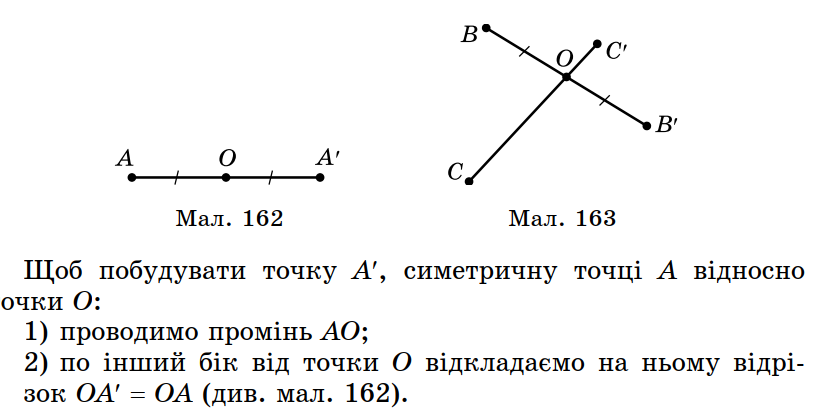 B
O
C′
B′
C
A
O
A′
Мал. 162
Мал. 163
Щоб побудувати точку A′, симетричну точці A відносно
очки O:
1) проводимо промінь AO;
2) по інший бік від точки O відкладаємо на ньому відрі-
зок OA′ = OA (див. мал. 162).